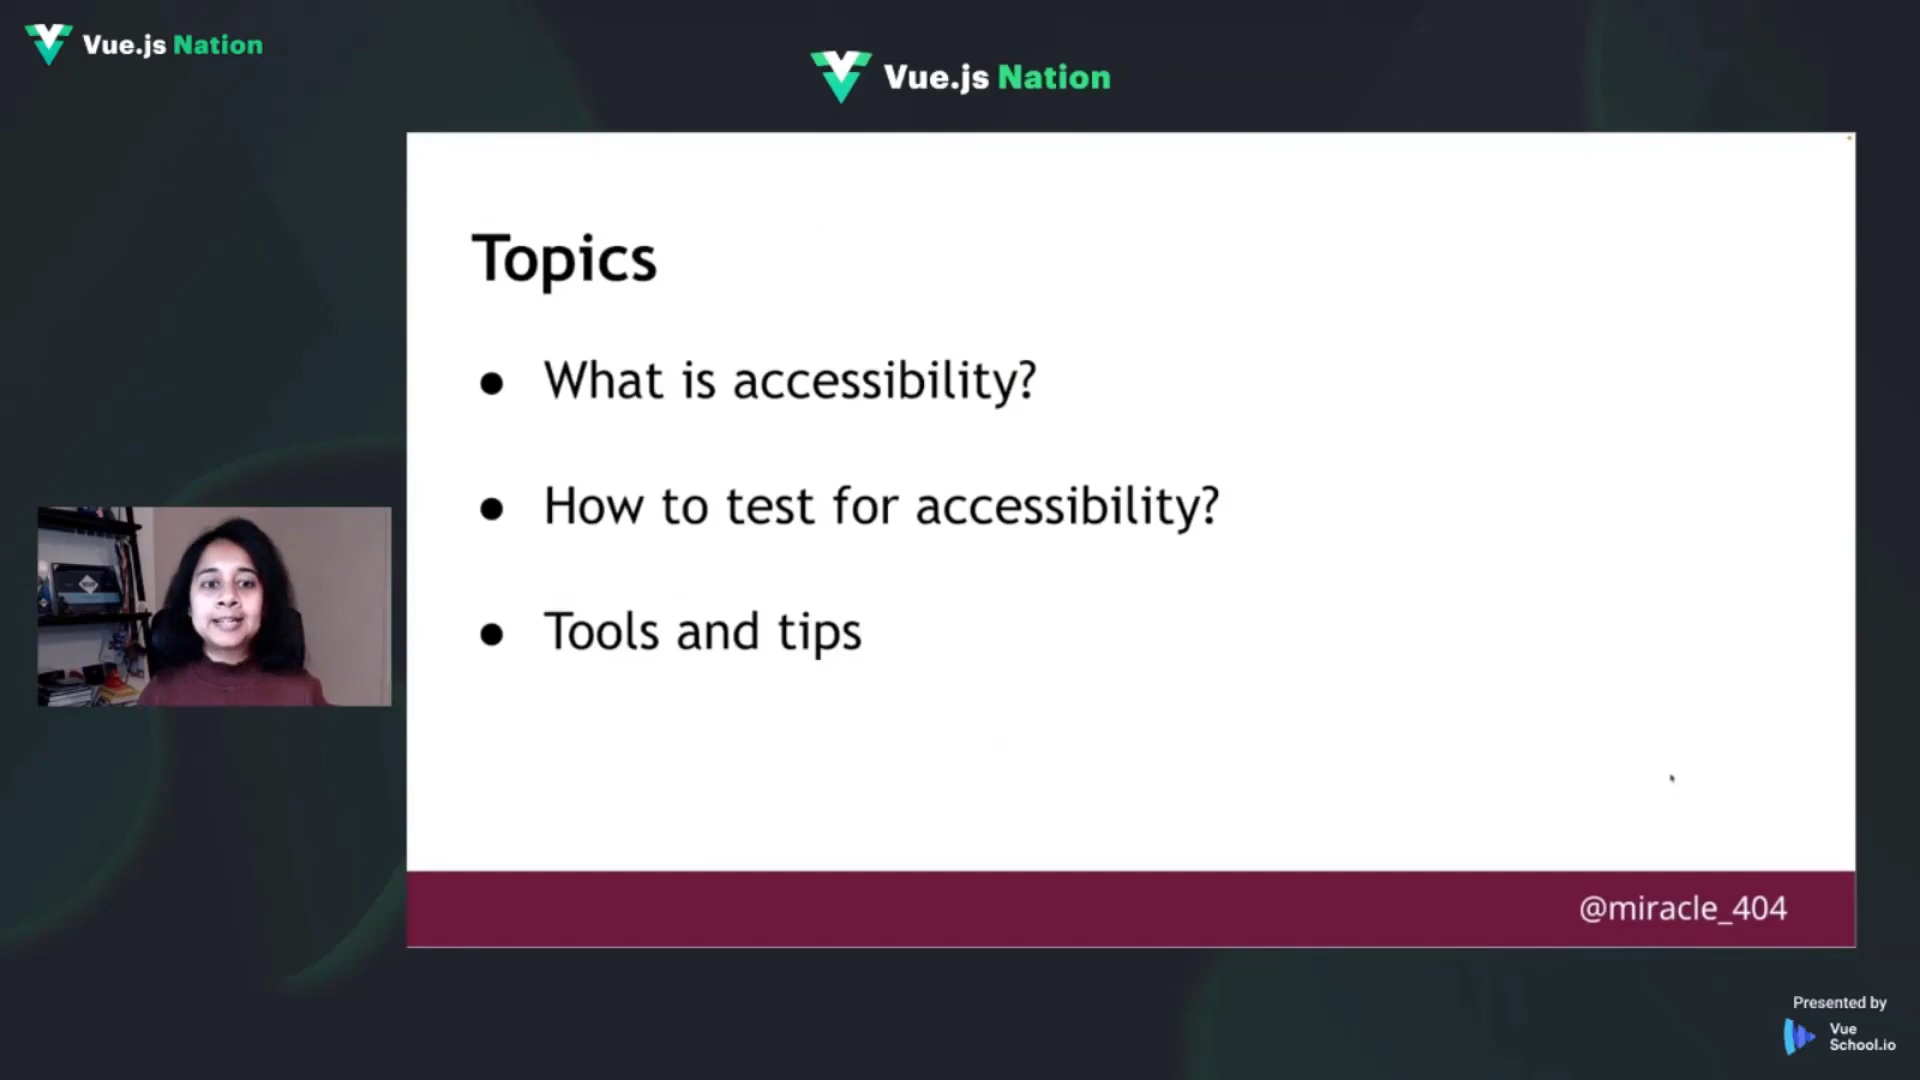 Vue.js Nation
Vue.js Nation
Topics
● What is accessibility?
● How to test for accessibility?
● Tools and tips
@miracle_404
Presented by
Vue
School.io